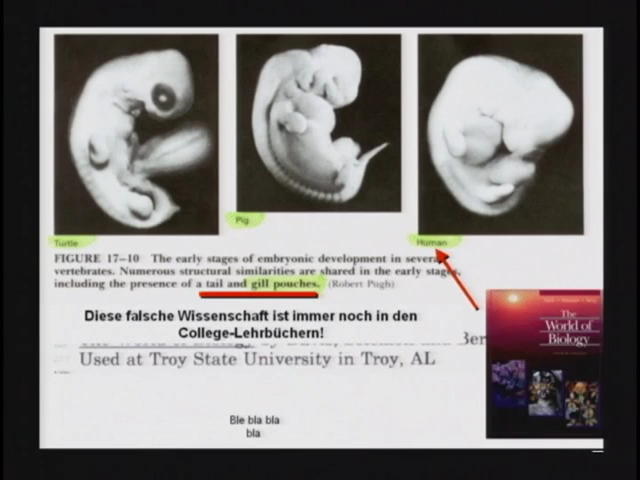 Turtle
Pig
Human
FIGURE 17–10 The early stages of embryonic development in several
vertebrates. Numerous structural similarities are shared in the early stages,
including the presence of a tail and gill pouches. (Robert Pugh)
Diese falsche Wissenschaft ist immer noch in den
College-Lehrbüchern!
Ber
Used at Troy State University in Troy, AL
The
World of
Biology
Ble bla bla
bla